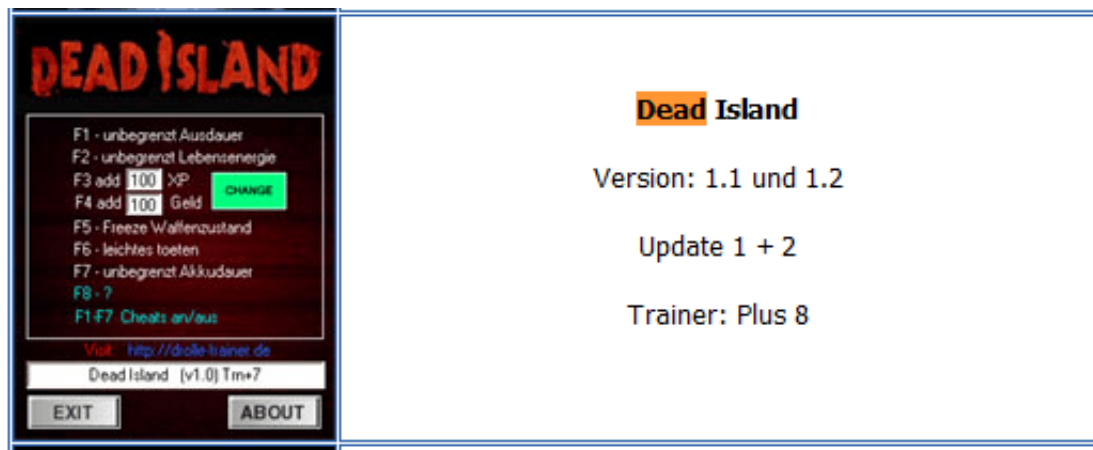 DEAD ISLAND
F1 - unbegrenzt Ausdauer
F2 - unbegrenzt Lebensenergie
F3 add 100 XP
F4 add 100 Geld
CHANGE
F5 - Freeze Waffenzustand
F6 - leichtes toeten
F7 - unbegrenzt Akkudauer
F8 - ?
F1-F7 Cheats an/aus
Visit: http://drolle-trainer.de
Dead Island (v1.0) Trn+7
EXIT
ABOUT
Dead Island
Version: 1.1 und 1.2
Update 1 + 2
Trainer: Plus 8